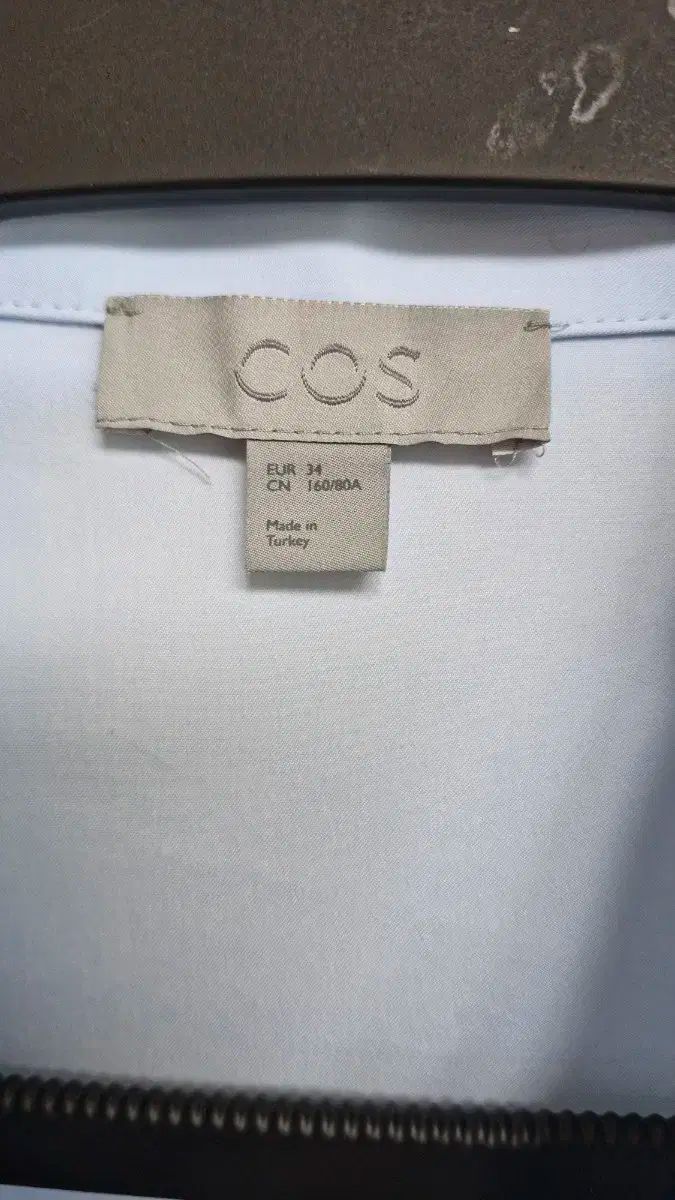 COS
EUR 34
CN 160/80A
Made in
Turkey